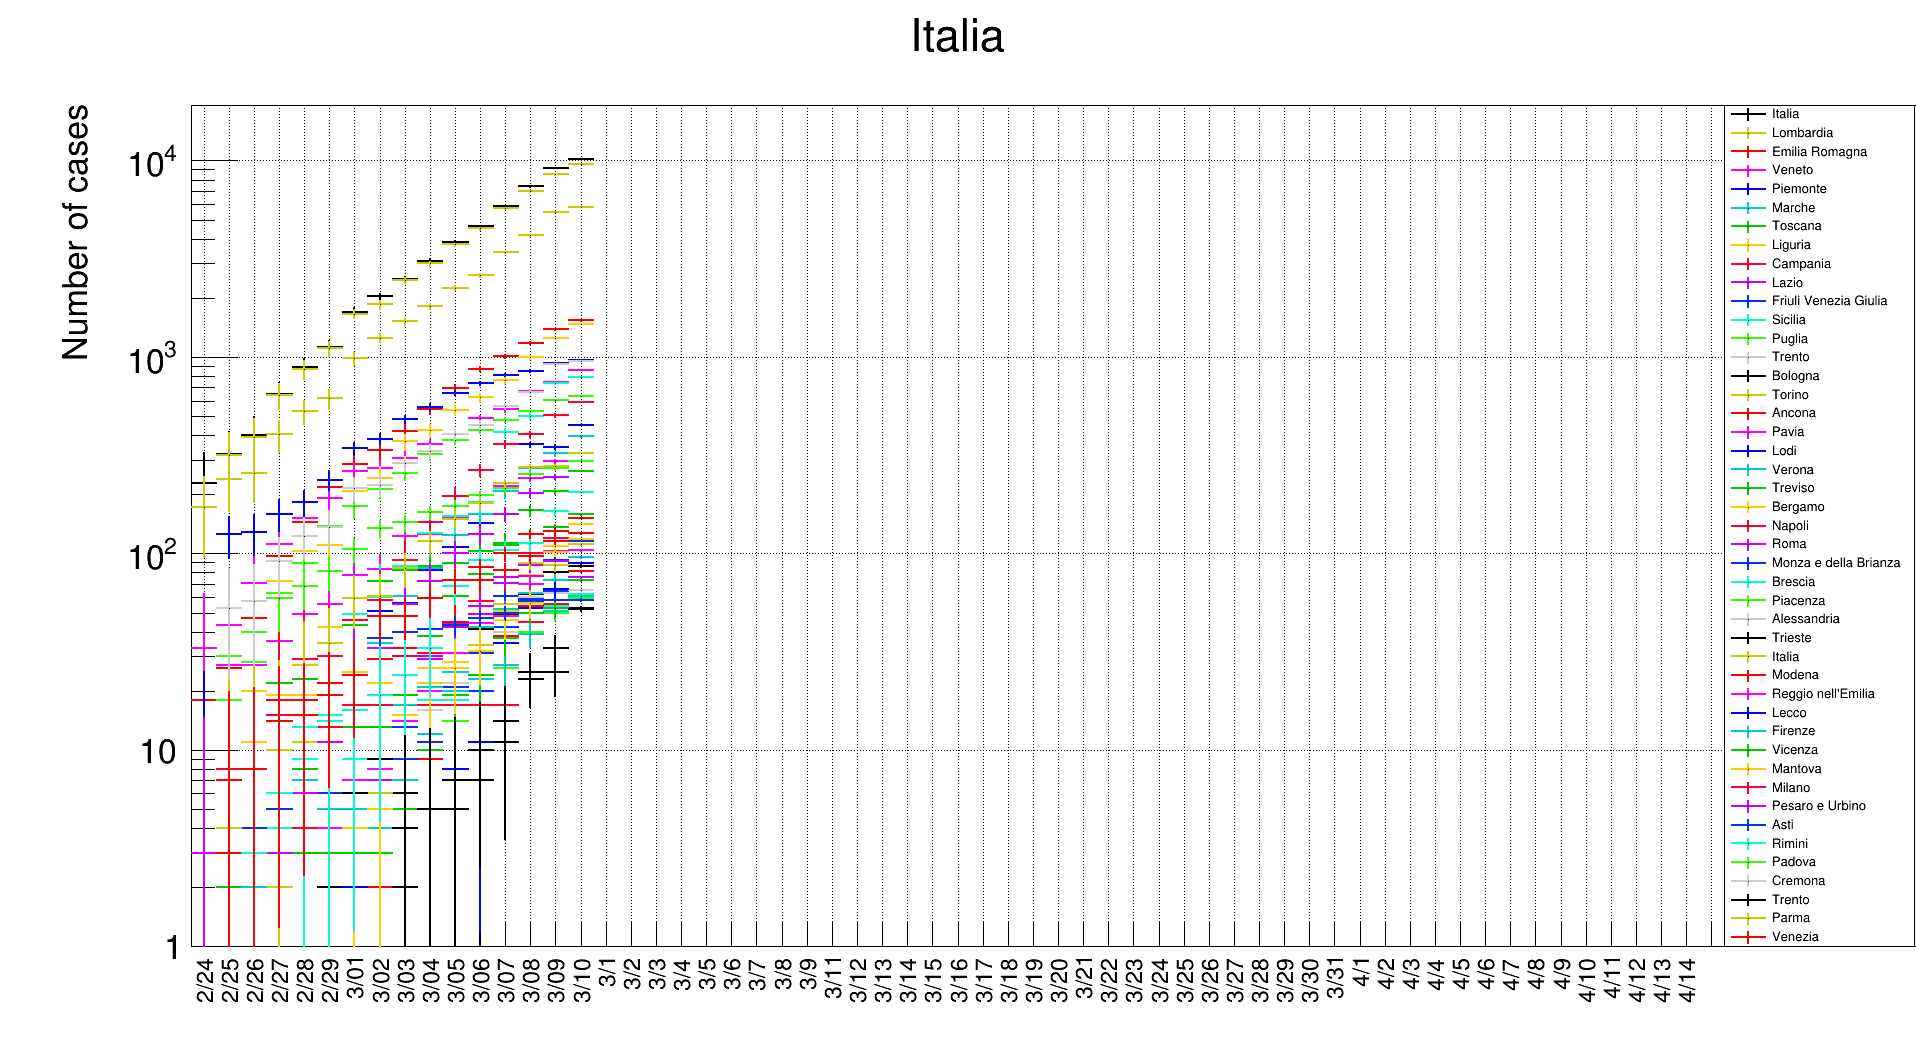 Italia
Number of cases
10⁴
10³
10²
10
1
2/24
2/25
2/26
2/27
2/28
2/29
3/01
3/02
3/03
3/04
3/05
3/06
3/07
3/08
3/09
3/10
3/1
3/2
3/3
3/4
3/5
3/6
3/7
3/8
3/9
3/11
3/12
3/13
3/14
3/15
3/16
3/17
3/18
3/19
3/20
3/21
3/22
3/23
3/24
3/25
3/26
3/27
3/28
3/29
3/30
3/31
4/1
4/2
4/3
4/4
4/5
4/6
4/7
4/8
4/9
4/10
4/11
4/12
4/13
4/14
Italia
Lombardia
Emilia Romagna
Veneto
Piemonte
Marche
Toscana
Liguria
Campania
Lazio
Friuli Venezia Giulia
Sicilia
Puglia
Trento
Bologna
Torino
Ancona
Pavia
Lodi
Verona
Treviso
Bergamo
Napoli
Roma
Monza e della Brianza
Brescia
Piacenza
Alessandria
Trieste
Italia
Modena
Reggio nell'Emilia
Lecco
Firenze
Vicenza
Mantova
Milano
Pesaro e Urbino
Asti
Rimini
Padova
Cremona
Trento
Parma
Venezia